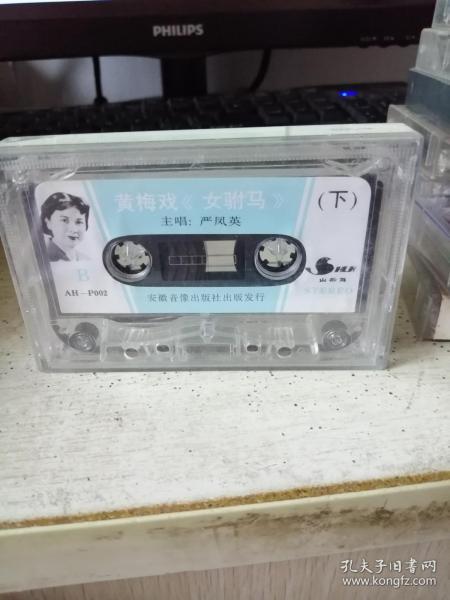 PHILIPS
黄梅戏《女驸马》
(下)
主唱: 严凤英
B
AH-P002
STEREO
安徽音像出版社出版发行
孔夫子旧书网
www.kongfz.com